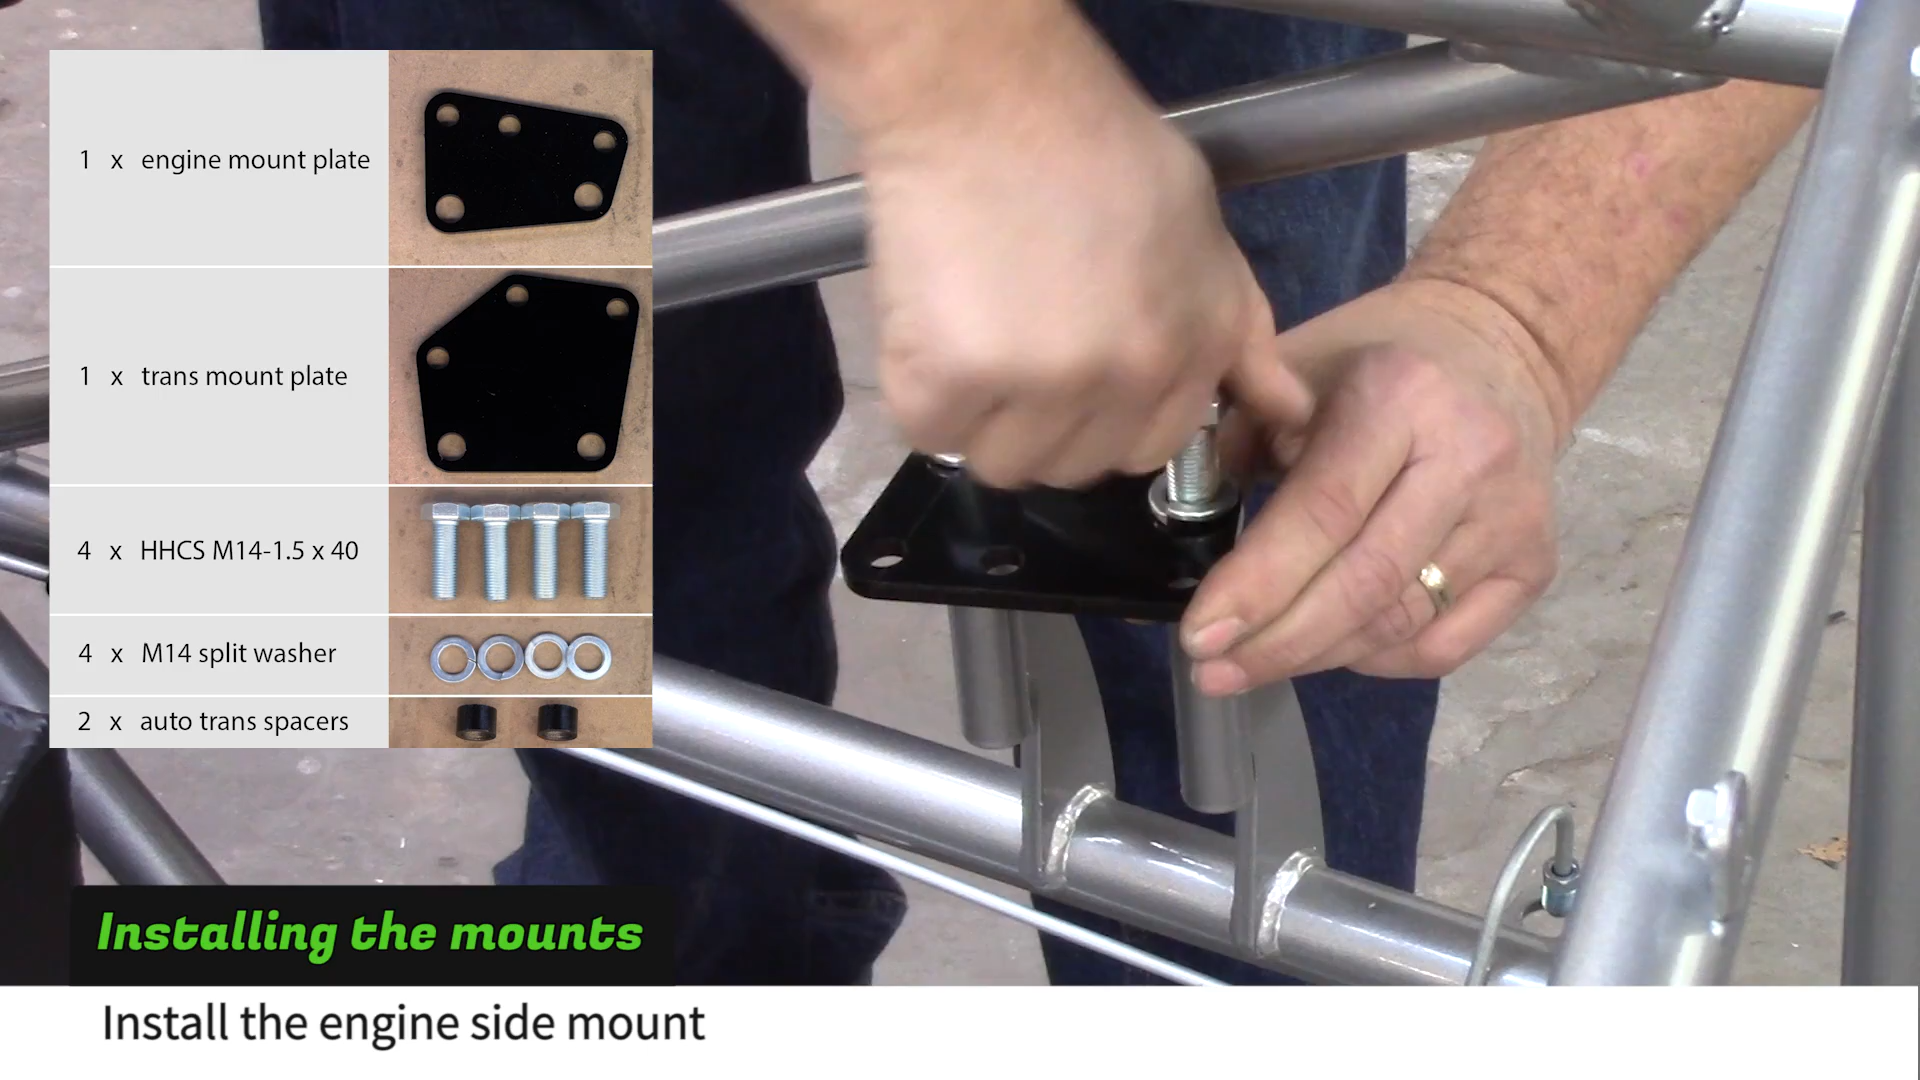 1 x engine mount plate
1 x trans mount plate
4 x HHCS M14-1.5 x 40
4 x M14 split washer
2 x auto trans spacers
Installing the mounts
Install the engine side mount